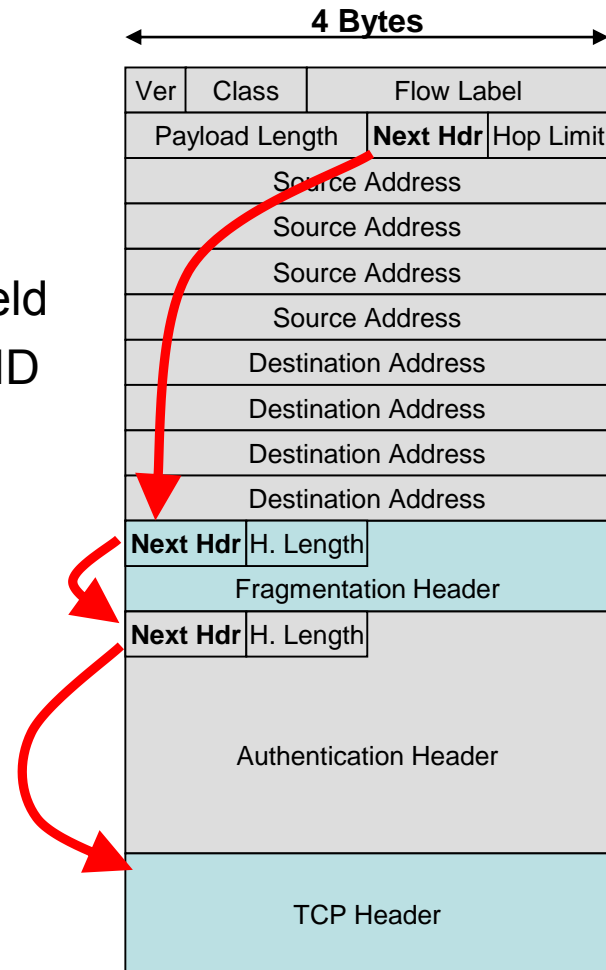 4 Bytes
Ver Class Flow Label
Payload Length Next Hdr Hop Limit
Source Address
Source Address
Source Address
eld
Source Address
ID
Destination Address
Destination Address
Destination Address
Destination Address
Next Hdr H. Length
Fragmentation Header
Next Hdr H. Length
Authentication Header
TCP Header